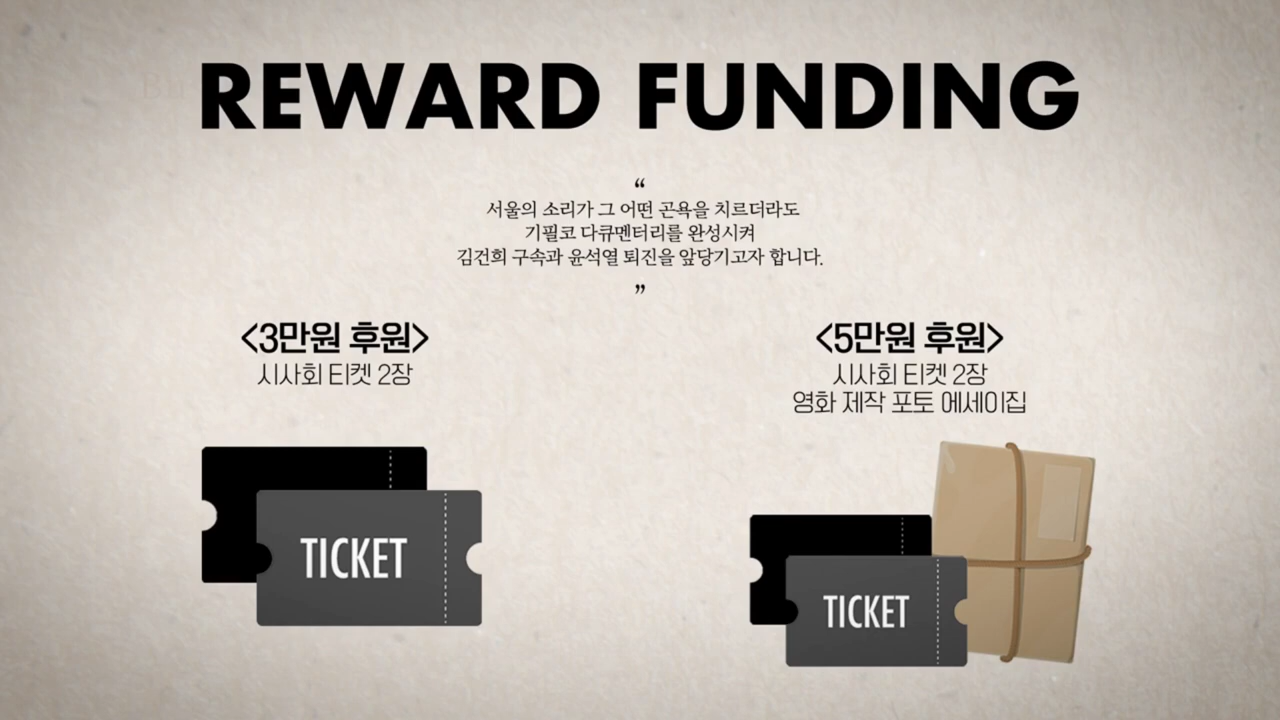 REWARD FUNDING
“
서울의 소리가 그 어떤 곤욕을 치르더라도
기필코 다큐멘터리를 완성시켜
김건희 구속과 윤석열 퇴진을 앞당기고자 합니다.
”
<3만원 후원>
시사회 티켓 2장
<5만원 후원>
시사회 티켓 2장
영화 제작 포토 에세이집
TICKET
TICKET